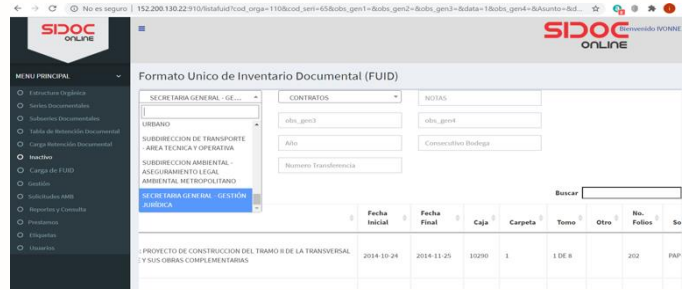 No es seguro | 152.200.130.22:910/listafuid?cod_orga=110&cod_seri=65&obs_gen1=&obs_gen2=&obs_gen3=&data=1&obs_gen4=&Asunto=&d...
SIDOC
ONLINE
SIDOC
ONLINE
Bienvenido IVONNE
MENU PRINCIPAL
Estructura Orgánica
Series Documentáles
Subseries Documentales
Tabla de Retención Documental
Carga Retención Documental
Inactivo
Carga de FUID
Gestión
Solicitudes AMB
Reportes y Consulta
Prestamos
Etiquetas
Usuarios
Formato Unico de Inventario Documental (FUID)
SECRETARIA GENERAL - GE...
CONTRATOS
NOTAS
URBANO
SUBDIRECCION DE TRANSPORTE
- AREA TECNICA Y OPERATIVA
SUBDIRECCION AMBIENTAL -
ASEGURAMIENTO LEGAL
AMBIENTAL METROPOLITANO
SECRETARIA GENERAL - GESTIÓN
JURÍDICA
obs_gen3
obs_gen4
Año
Consecutivo Bodega
Numero Transferencia
Buscar
Fecha Inicial
Fecha Final
Caja
Carpeta
Tomo
Otro
No. Folios
So
PROYECTO DE CONSTRUCCION DEL TRAMO II DE LA TRANSVERSAL
Y SUS OBRAS COMPLEMENTARIAS
2014-10-24
2014-11-25
10290
1
1 DE 8
202
PAP